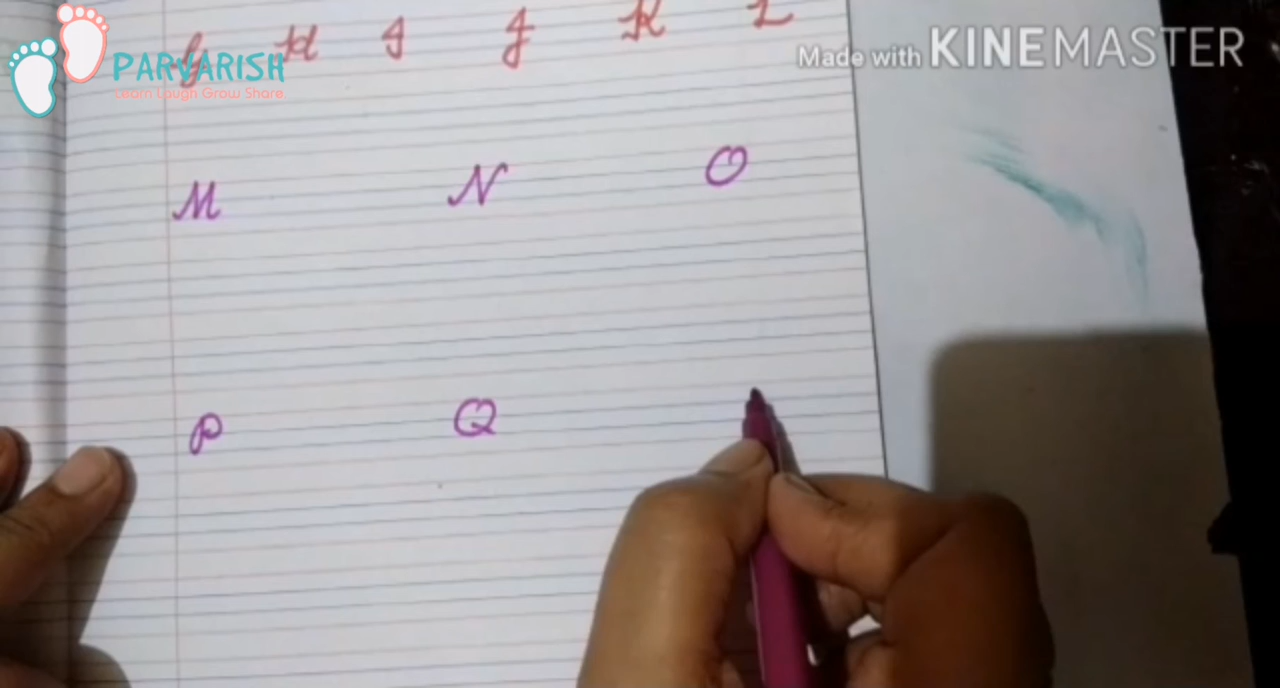 PARVARISH
Learn Laugh Grow Share
Made with KINEMASTER
G H I J K L
M N O
P Q